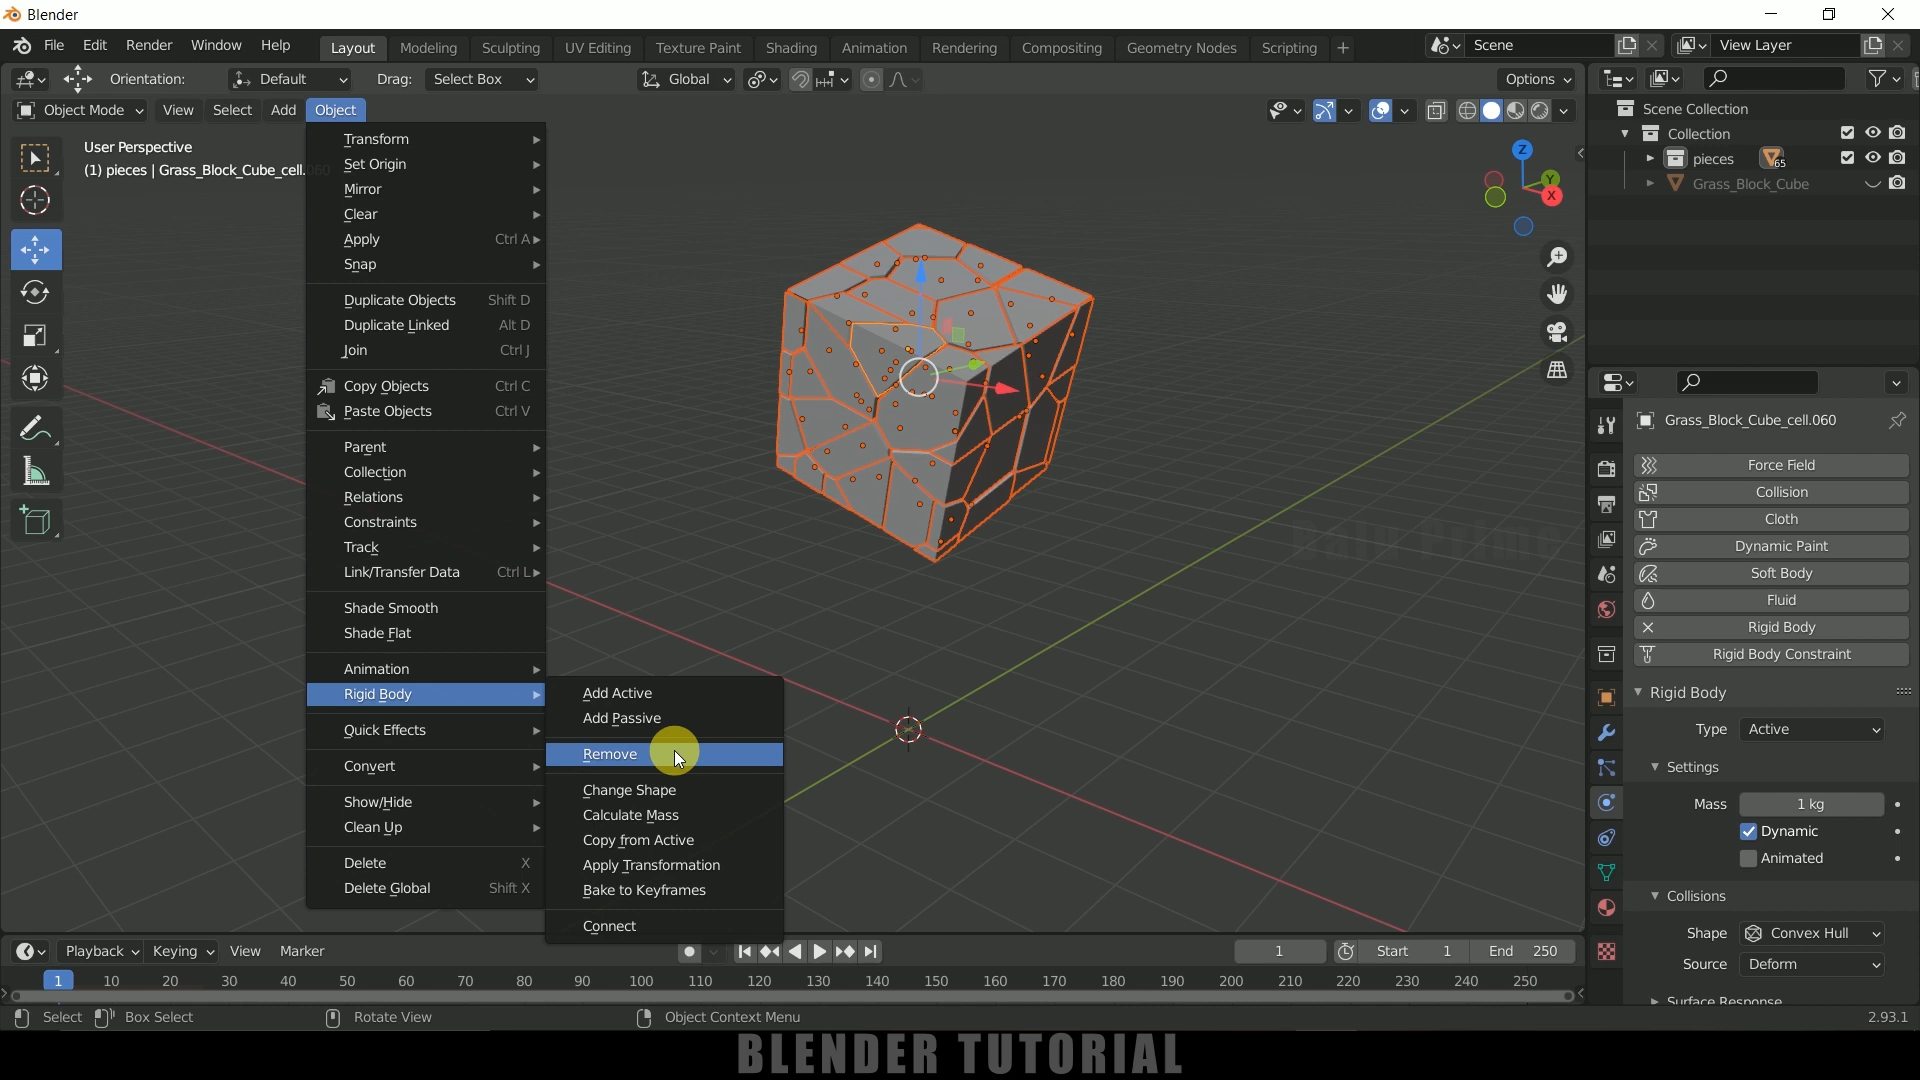 Blender
File Edit Render Window Help Layout Modeling Sculpting UV Editing Texture Paint Shading Animation Rendering Compositing Geometry Nodes Scripting + Scene View Layer
Orientation: Default Drag: Select Box Global Options
Object Mode View Select Add Object
User Perspective
(1) pieces | Grass_Block_Cube_cell.060
Transform
Set Origin
Mirror
Clear
Apply Ctrl A
Snap
Duplicate Objects Shift D
Duplicate Linked Alt D
Join Ctrl J
Copy Objects Ctrl C
Paste Objects Ctrl V
Parent
Collection
Relations
Constraints
Track
Link/Transfer Data Ctrl L
Shade Smooth
Shade Flat
Animation
Rigid Body
Quick Effects
Convert
Show/Hide
Clean Up
Delete X
Delete Global Shift X
Add Active
Add Passive
Remove
Change Shape
Calculate Mass
Copy from Active
Apply Transformation
Bake to Keyframes
Connect
Z
Y
X
Scene Collection
Collection
pieces 65
Grass_Block_Cube
Grass_Block_Cube_cell.060
Force Field
Collision
Cloth
Dynamic Paint
Soft Body
Fluid
Rigid Body
Rigid Body Constraint
Rigid Body
Type Active
Settings
Mass 1 kg
Dynamic
Animated
Collisions
Shape Convex Hull
Source Deform
Surface Response
Playback Keying View Marker 1 Start 1 End 250
1 10 20 30 40 50 60 70 80 90 100 110 120 130 140 150 160 170 180 190 200 210 220 230 240 250
Select Box Select Rotate View Object Context Menu 2.93.1
BLENDER TUTORIAL